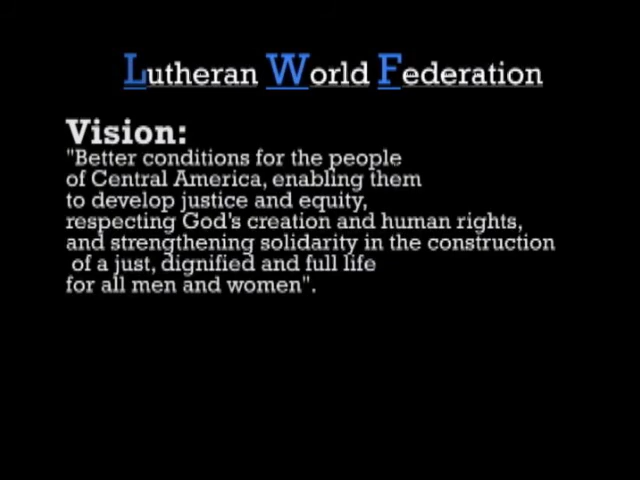 Lutheran World Federation
Vision:
"Better conditions for the people
of Central America, enabling them
to develop justice and equity,
respecting God's creation and human rights,
and strengthening solidarity in the construction
of a just, dignified and full life
for all men and women".